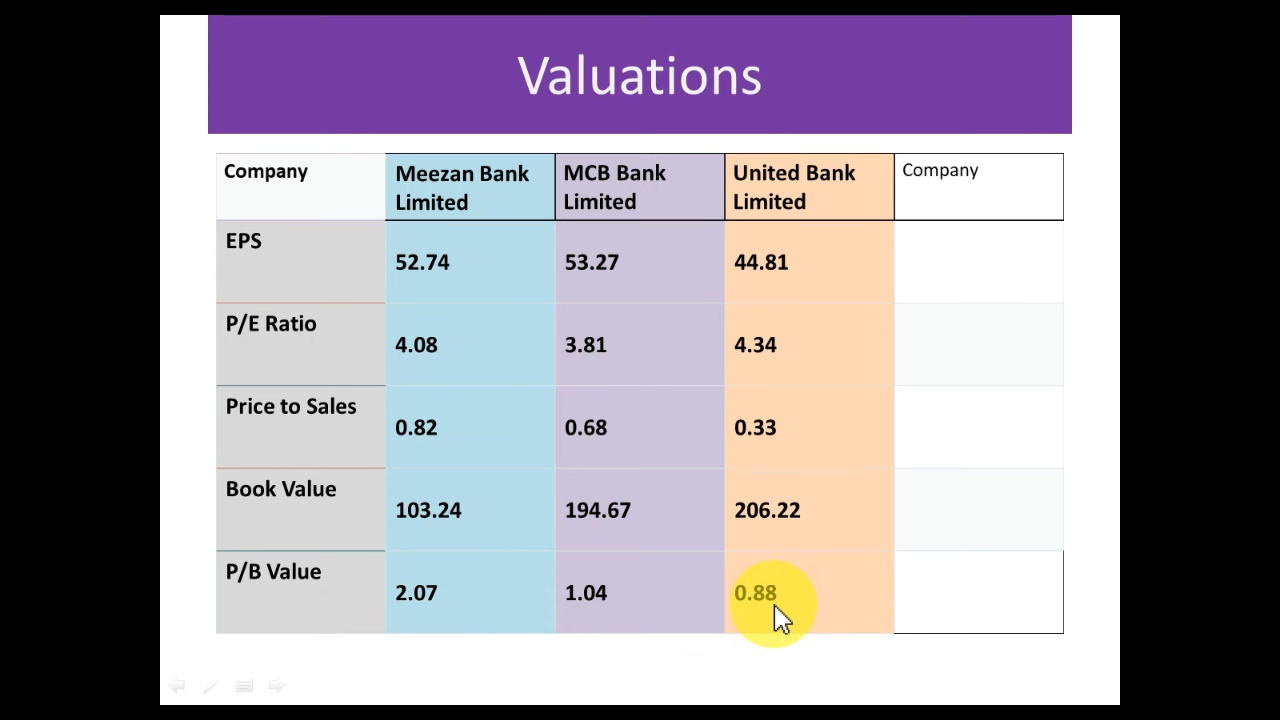 Valuations
Company
Meezan Bank
Limited
MCB Bank
Limited
United Bank
Limited
Company
EPS
52.74
53.27
44.81
P/E Ratio
4.08
3.81
4.34
Price to Sales
0.82
0.68
0.33
Book Value
103.24
194.67
206.22
P/B Value
2.07
1.04
0.88